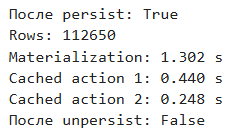 После persist: True
Rows: 112650
Materialization: 1.302 s
Cached action 1: 0.440 s
Cached action 2: 0.248 s
После unpersist: False